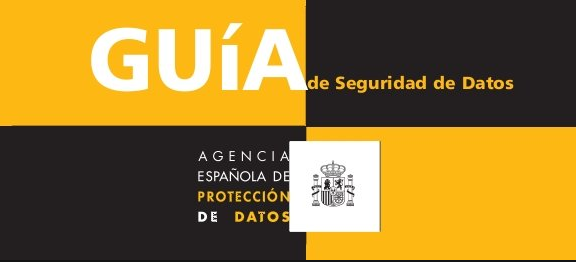 GUíA de Seguridad de Datos
AGENCIA
ESPAÑOLA DE
PROTECCIÓN
DE DATOS